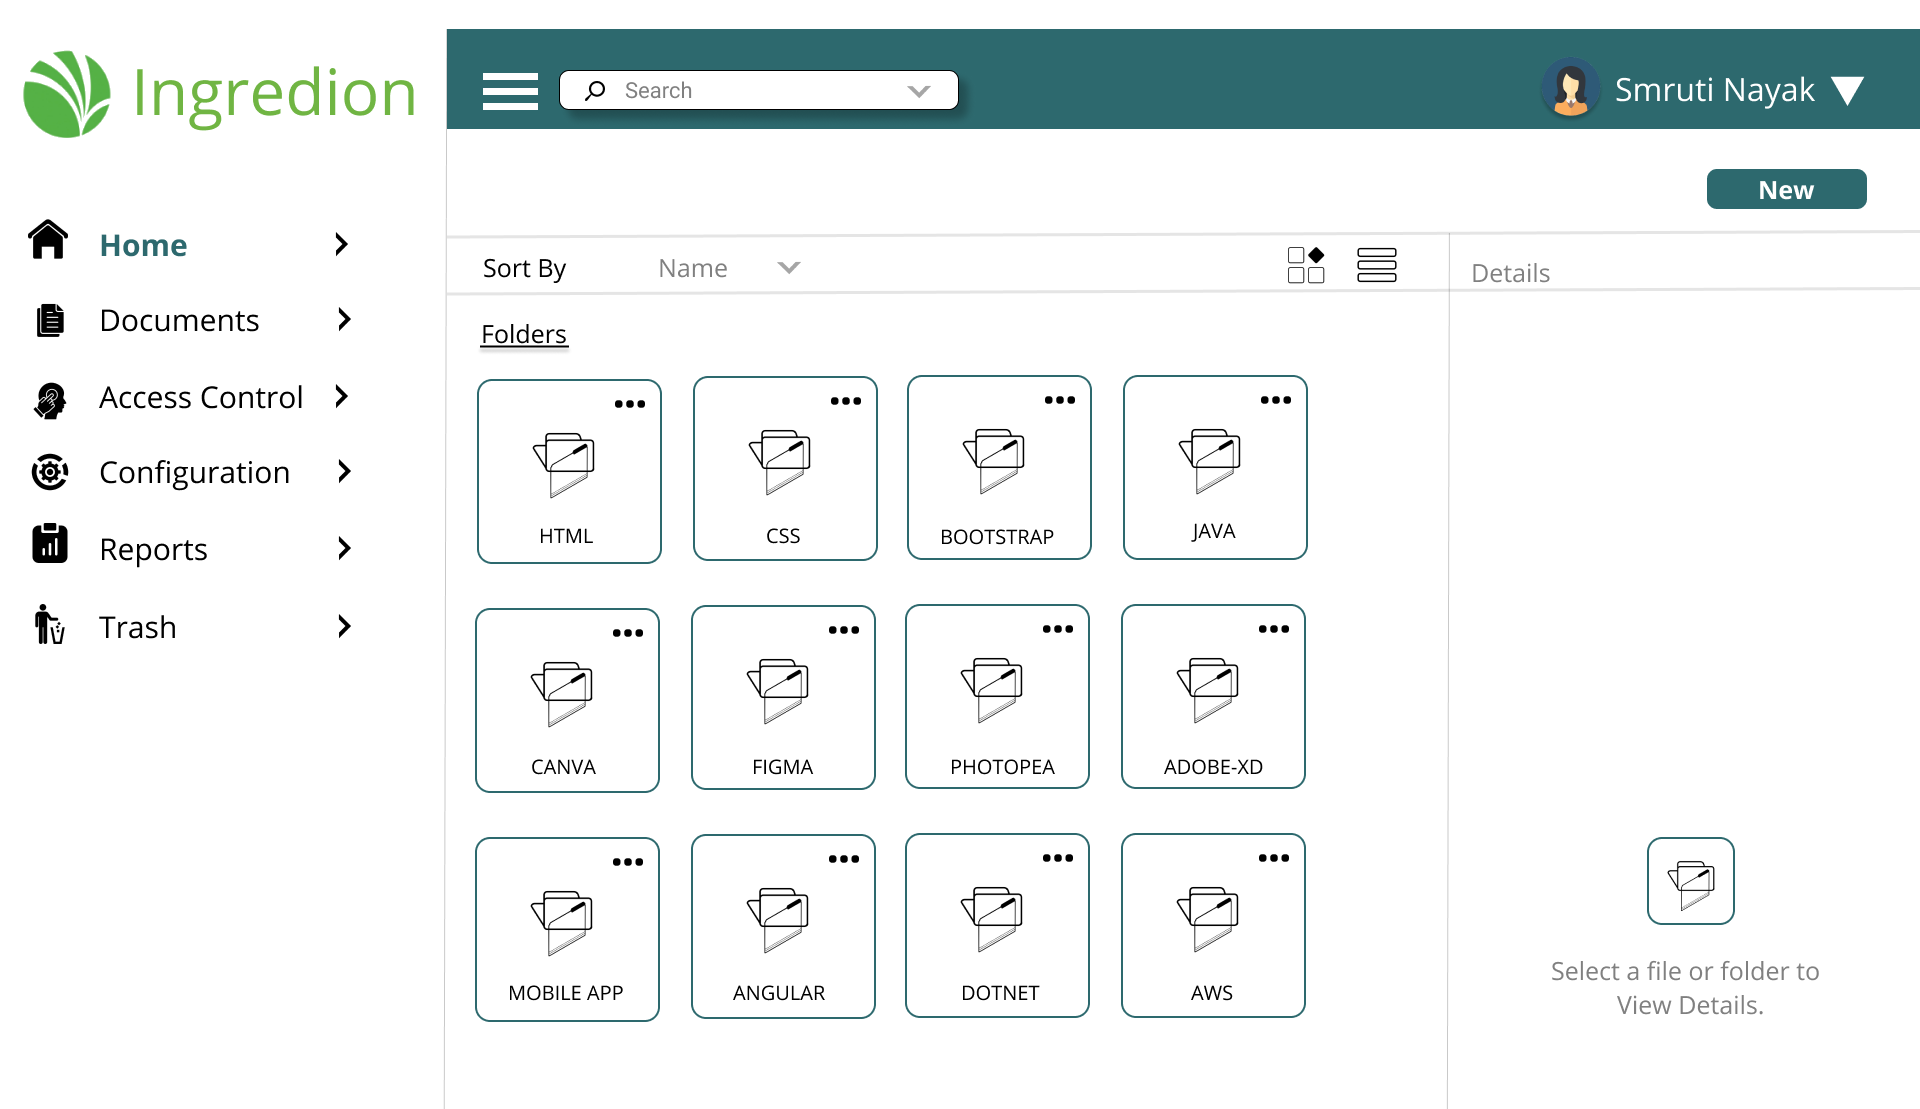 Ingredion
Search
Smruti Nayak
New
Home
Documents
Access Control
Configuration
Reports
Trash
Sort By
Name
Details
Folders
HTML
CSS
BOOTSTRAP
JAVA
CANVA
FIGMA
PHOTOPEA
ADOBE-XD
MOBILE APP
ANGULAR
DOTNET
AWS
Select a file or folder to
View Details.